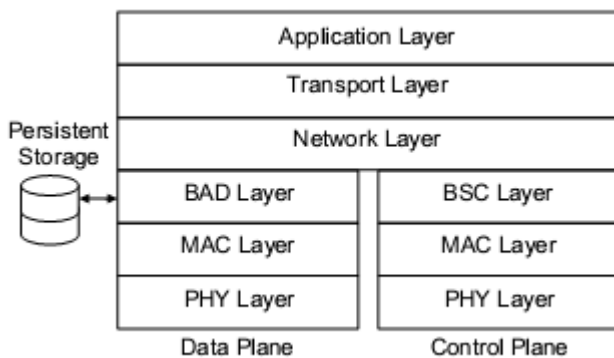 Application Layer
Transport Layer
Network Layer
Persistent
Storage
BAD Layer
BSC Layer
MAC Layer
MAC Layer
PHY Layer
PHY Layer
Data Plane
Control Plane